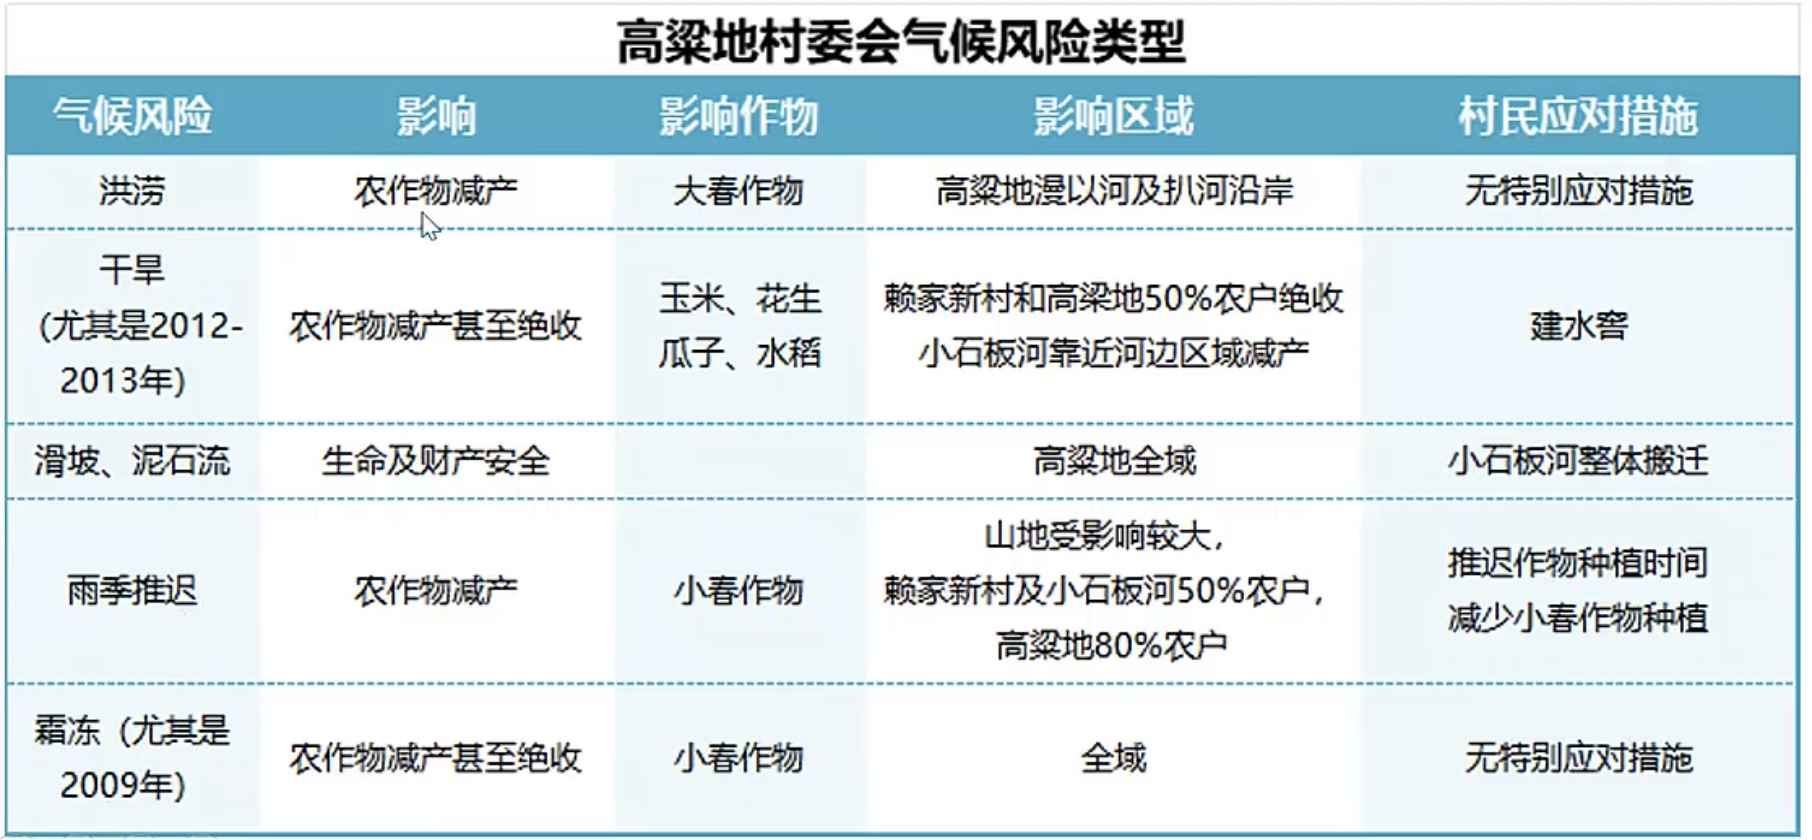 高粱地村委会气候风险类型
气候风险 影响 影响作物 影响区域 村民应对措施
洪涝 农作物减产 大春作物 高粱地漫以河及扒河沿岸 无特别应对措施
干旱
(尤其是2012-
2013年)
农作物减产甚至绝收
玉米、花生
瓜子、水稻
赖家新村和高梁地50%农户绝收
小石板河靠近河边区域减产
建水窖
滑坡、泥石流 生命及财产安全 高粱地全域 小石板河整体搬迁
雨季推迟
农作物减产
小春作物
山地受影响较大，
赖家新村及小石板河50%农户，
高粱地80%农户
推迟作物种植时间
减少小春作物种植
霜冻（尤其是
2009年)
农作物减产甚至绝收
小春作物
全域
无特别应对措施